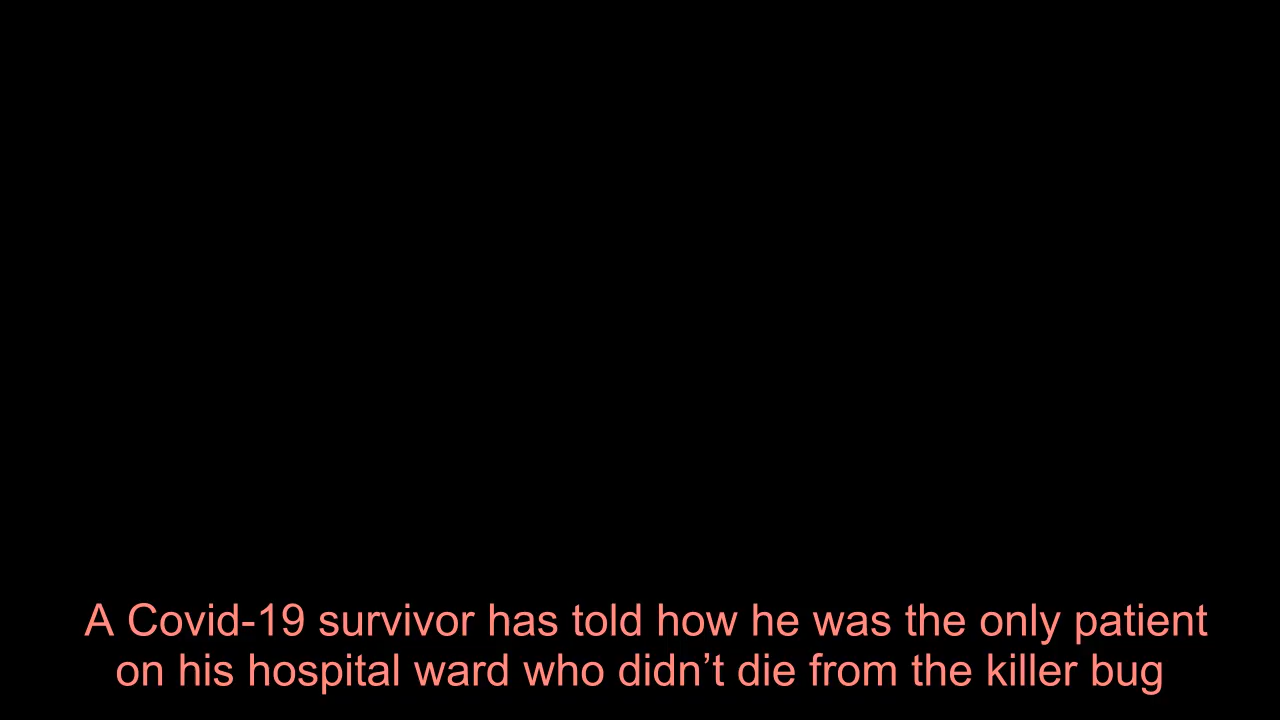 A Covid-19 survivor has told how he was the only patient
on his hospital ward who didn’t die from the killer bug